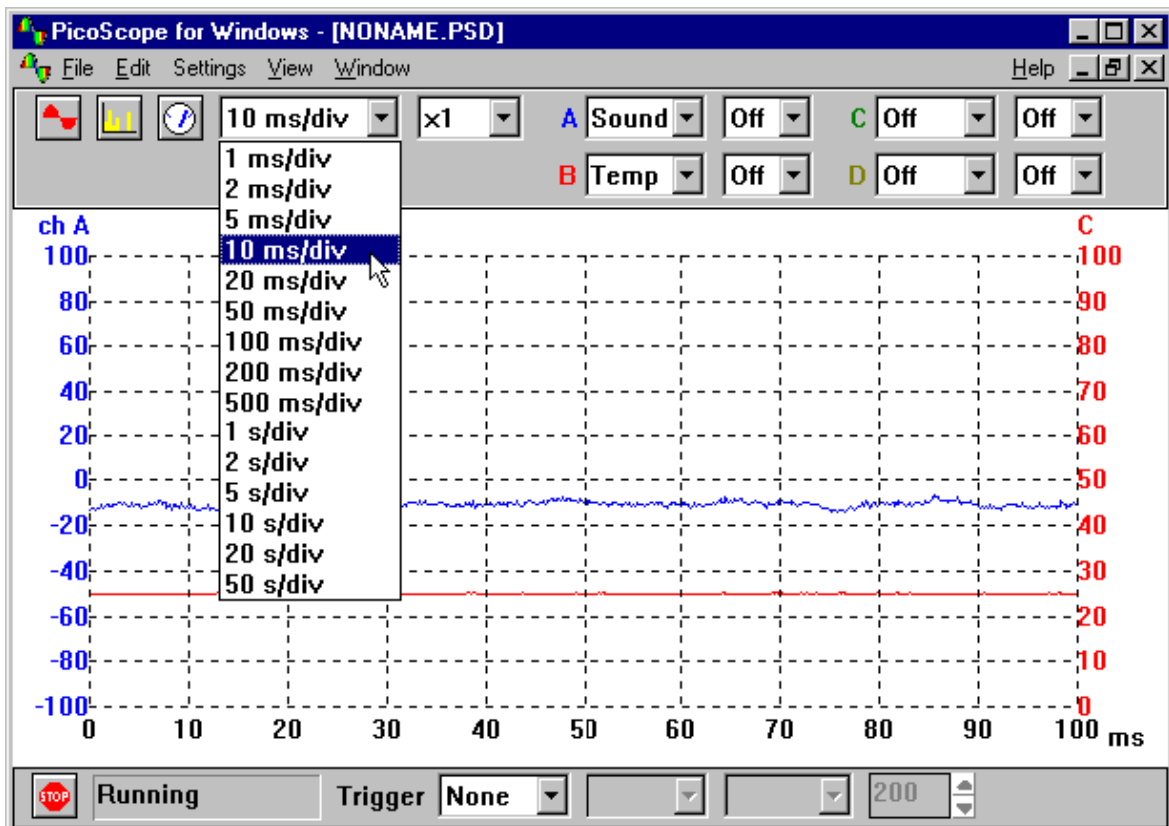 PicoScope for Windows - [NONAME.PSD]
File Edit Settings View Window Help
10 ms/div x1 A Sound Off C Off Off
B Temp Off D Off Off
1 ms/div
2 ms/div
5 ms/div
10 ms/div
20 ms/div
50 ms/div
100 ms/div
200 ms/div
500 ms/div
1 s/div
2 s/div
5 s/div
10 s/div
20 s/div
50 s/div
ch A
100
80
60
40
20
0
-20
-40
-60
-80
-100
C
100
90
80
70
60
50
40
30
20
10
0
0 10 20 30 40 50 60 70 80 90 100 ms
STOP Running Trigger None 200